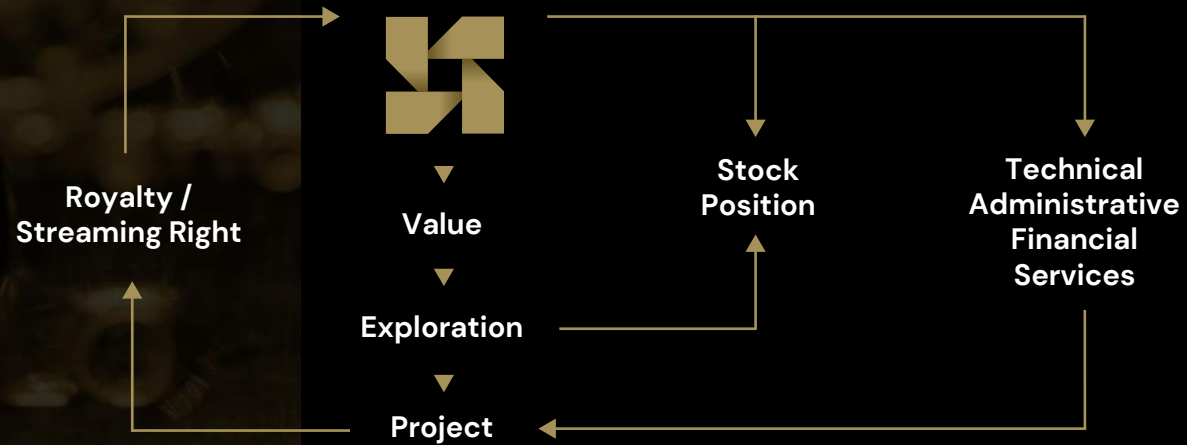 Royalty /
Streaming Right
Value
Exploration
Project
Stock
Position
Technical
Administrative
Financial
Services